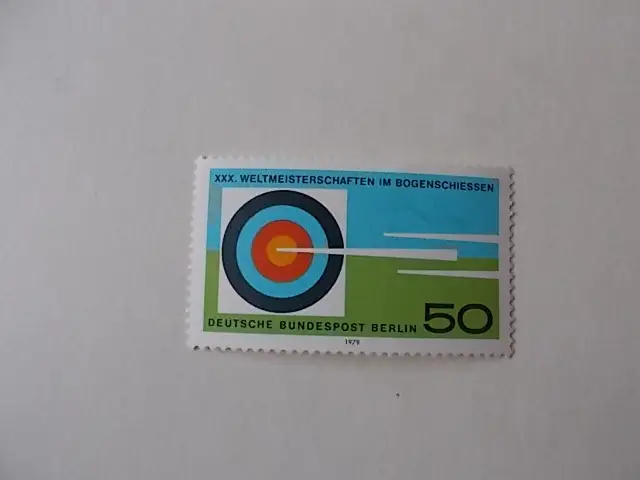 XXX. WELTMEISTERSCHAFTEN IM BOGENSCHIESSEN
DEUTSCHE BUNDESPOST BERLIN 50
1979